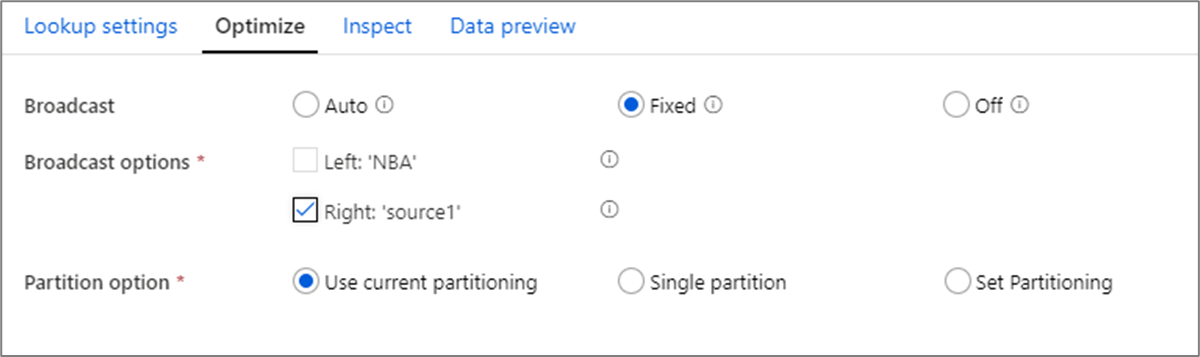 Lookup settings Optimize Inspect Data preview
Broadcast Auto Fixed Off
Broadcast options * Left: 'NBA'
Right: 'source1'
Partition option * Use current partitioning Single partition Set Partitioning